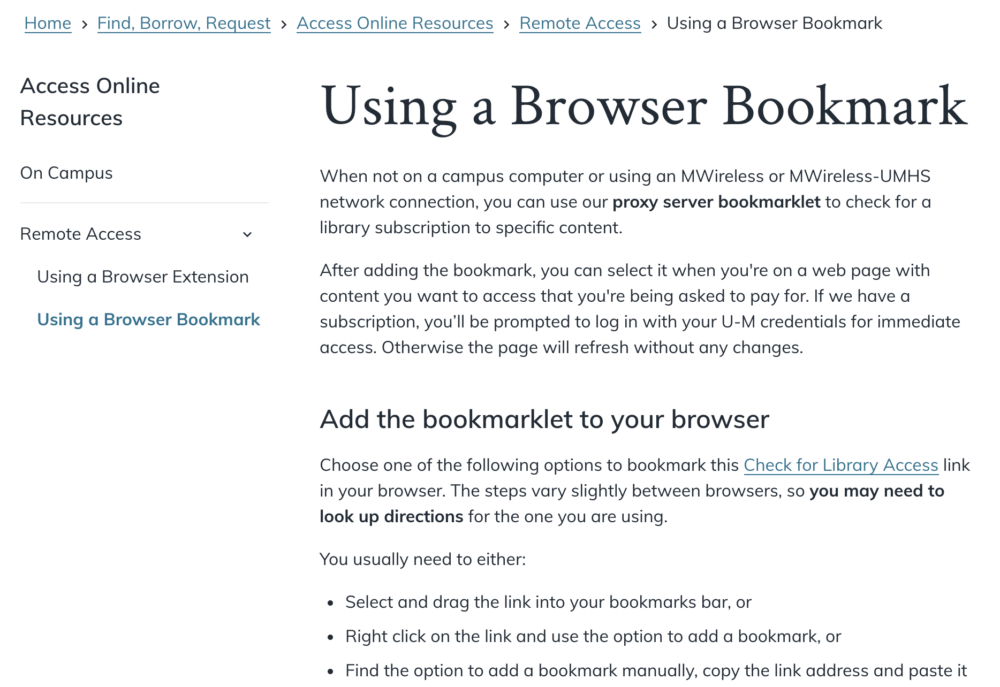 Home › Find, Borrow, Request › Access Online Resources › Remote Access › Using a Browser Bookmark
Access Online
Resources
On Campus
Remote Access
Using a Browser Extension
Using a Browser Bookmark
Using a Browser Bookmark
When not on a campus computer or using an MWireless or MWireless-UMHS
network connection, you can use our proxy server bookmarklet to check for a
library subscription to specific content.
After adding the bookmark, you can select it when you're on a web page with
content you want to access that you're being asked to pay for. If we have a
subscription, you’ll be prompted to log in with your U-M credentials for immediate
access. Otherwise the page will refresh without any changes.
Add the bookmarklet to your browser
Choose one of the following options to bookmark this Check for Library Access link
in your browser. The steps vary slightly between browsers, so you may need to
look up directions for the one you are using.
You usually need to either:
• Select and drag the link into your bookmarks bar, or
• Right click on the link and use the option to add a bookmark, or
• Find the option to add a bookmark manually, copy the link address and paste it